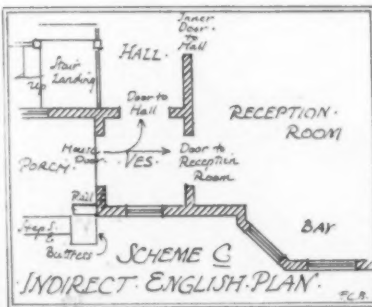 Inner
Door
to
Hall
HALL.
Stair
Landing
Up
Door to
Hall
RECEPTION.
ROOM
House
Door
VES.
Door to
Reception
Room
PORCH.
Rail
Steps.
&
Buttress
BAY
SCHEME C
INDIRECT. ENGLISH. PLAN.
F.C.B.